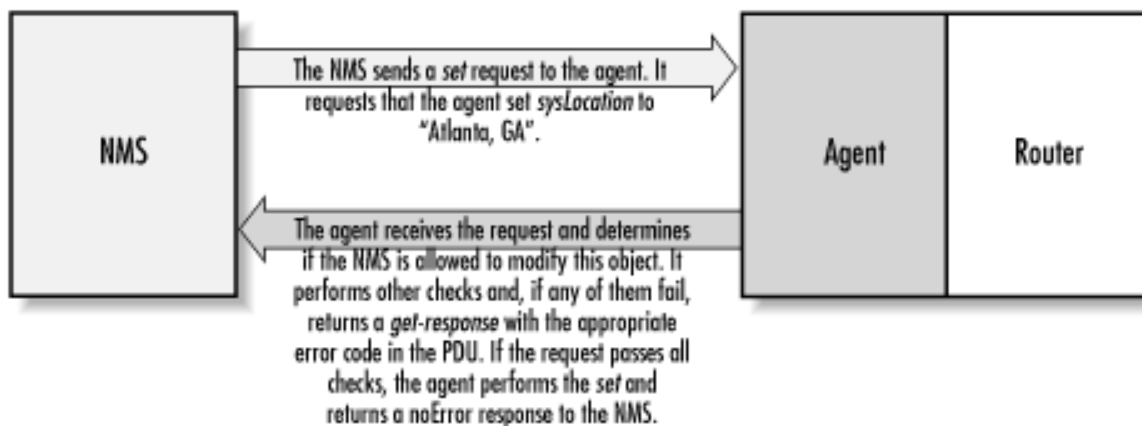 NMS
The NMS sends a set request to the agent. It
requests that the agent set sysLocation to
“Atlanta, GA”.
The agent receives the request and determines
if the NMS is allowed to modify this object. It
performs other checks and, if any of them fail,
returns a get-response with the appropriate
error code in the PDU. If the request passes all
checks, the agent performs the set and
returns a noError response to the NMS.
Agent
Router